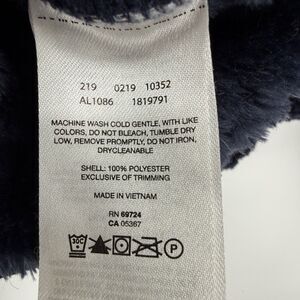 219 0219 10352
AL1086 1819791
MACHINE WASH COLD GENTLE, WITH LIKE
COLORS, DO NOT BLEACH, TUMBLE DRY
LOW, REMOVE PROMPTLY, DO NOT IRON,
DRYCLEANABLE
SHELL: 100% POLYESTER
EXCLUSIVE OF TRIMMING
MADE IN VIETNAM
RN 69724
CA 05367
30C P